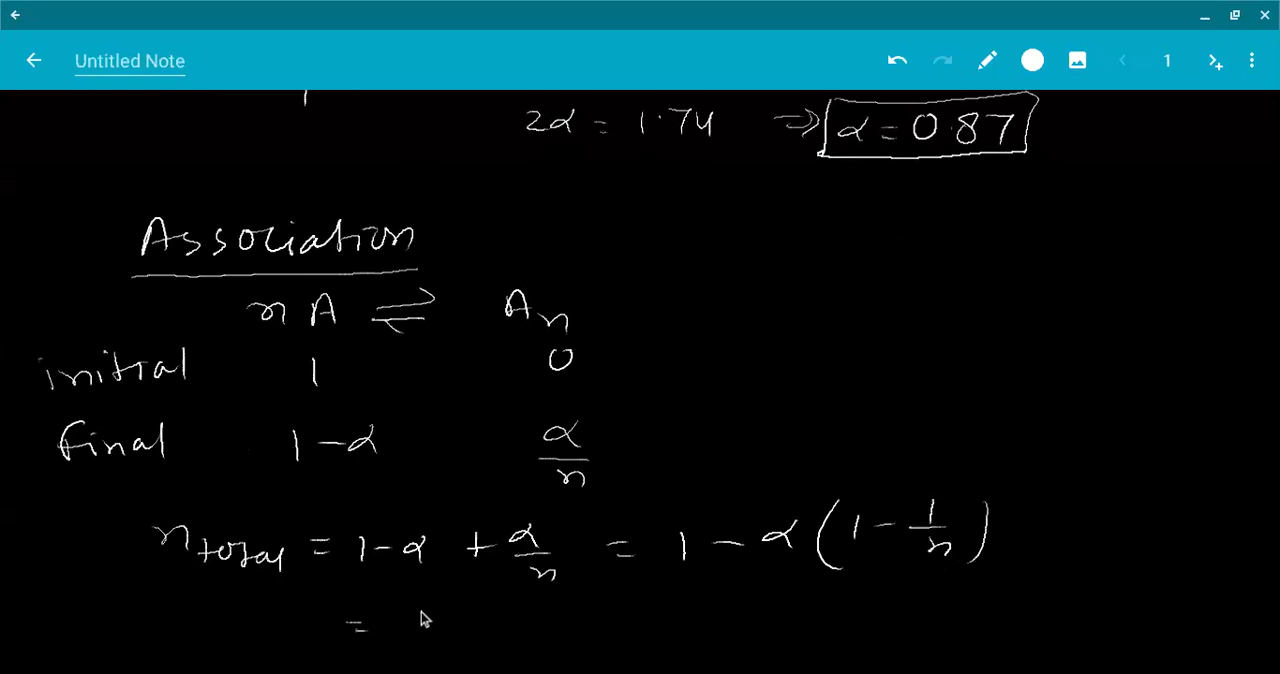 Untitled Note
1
2α = 1.74 ⇒ α = 0.87
Association
n A ⇌ An
initial 1 0
final 1 - α α/n
ntotal = 1 - α + α/n = 1 - α (1 - 1/n)
=